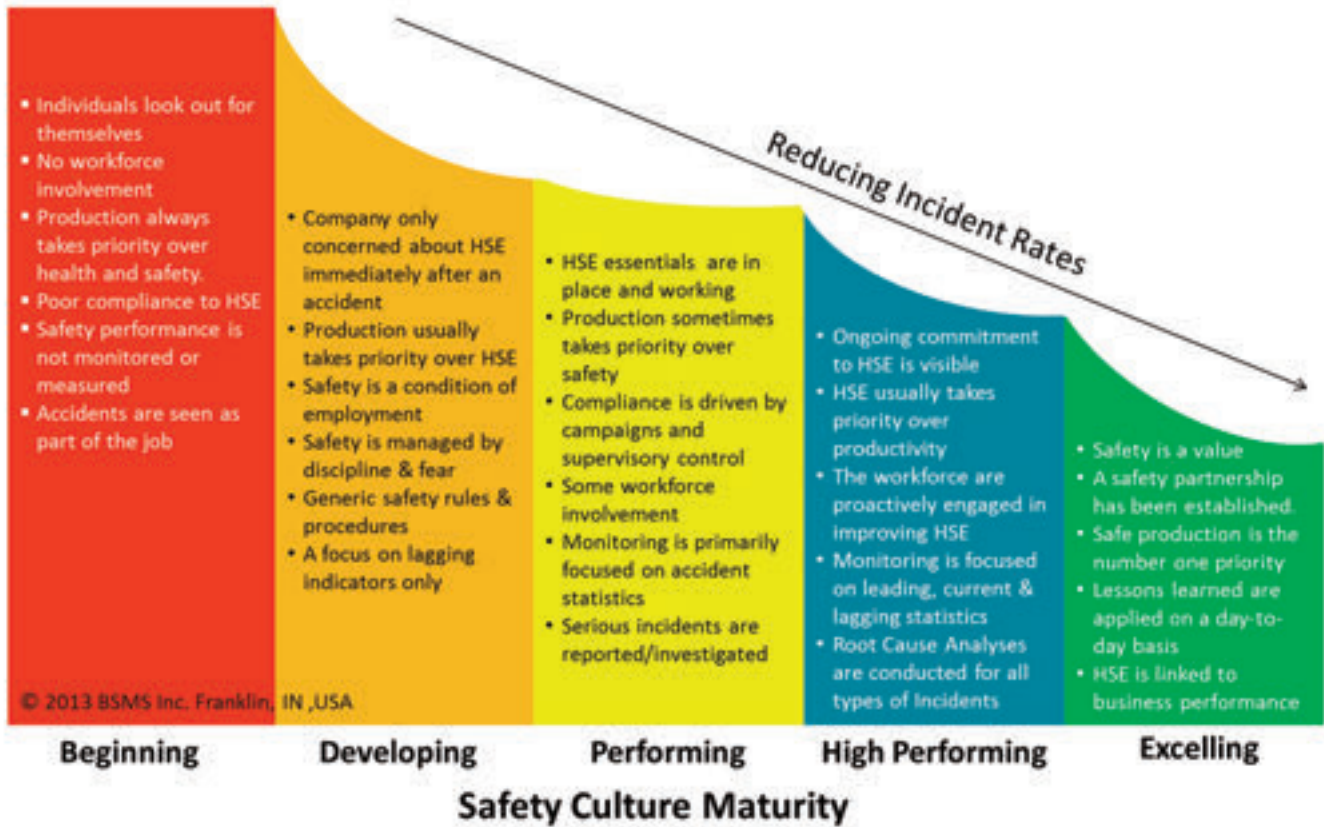 ▪ Individuals look out for
themselves
▪ No workforce
involvement
▪ Production always
takes priority over
health and safety.
▪ Poor compliance to HSE
▪ Safety performance is
not monitored or
measured
▪ Accidents are seen as
part of the job
© 2013 BSMS Inc. Franklin, IN ,USA
• Company only
concerned about HSE
immediately after an
accident
• Production usually
takes priority over HSE
• Safety is a condition of
employment
• Safety is managed by
discipline & fear
• Generic safety rules &
procedures
• A focus on lagging
indicators only
• HSE essentials are in
place and working
• Production sometimes
takes priority over
safety
• Compliance is driven by
campaigns and
supervisory control
• Some workforce
involvement
• Monitoring is primarily
focused on accident
statistics
• Serious incidents are
reported/investigated
Reducing Incident Rates
• Ongoing commitment
to HSE is visible
• HSE usually takes
priority over
productivity
• The workforce are
proactively engaged in
improving HSE
• Monitoring is focused
on leading, current &
lagging statistics
• Root Cause Analyses
are conducted for all
types of Incidents
• Safety is a value
• A safety partnership
has been established.
• Safe production is the
number one priority
• Lessons learned are
applied on a day-to-
day basis
• HSE is linked to
business performance
Beginning
Developing
Performing
High Performing
Excelling
Safety Culture Maturity